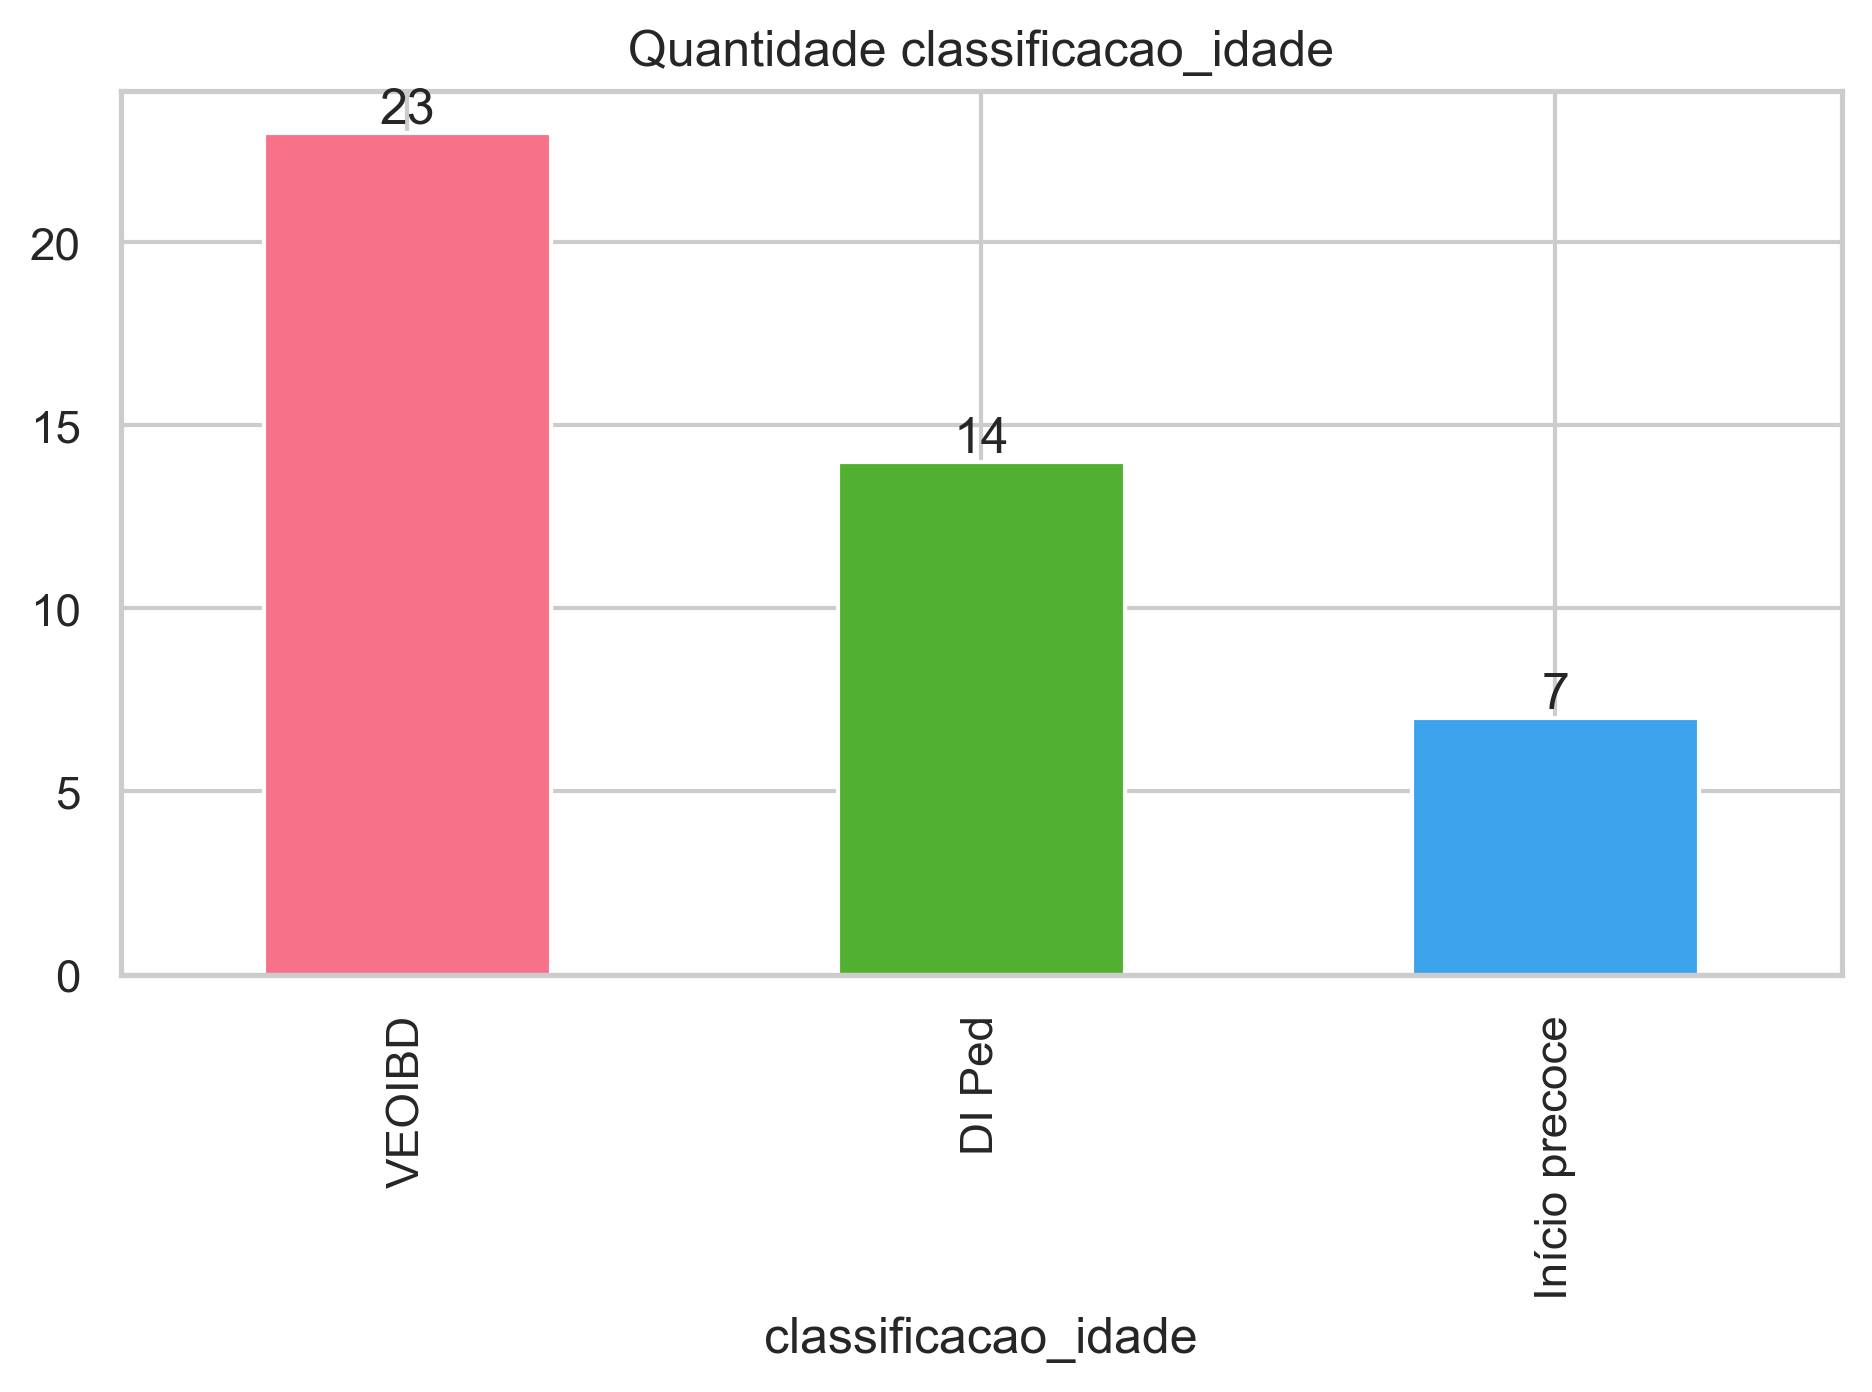 Quantidade classificacao_idade
23
20
15
14
10
7
5
0
VEOIBD
DI Ped
Início precoce
classificacao_idade